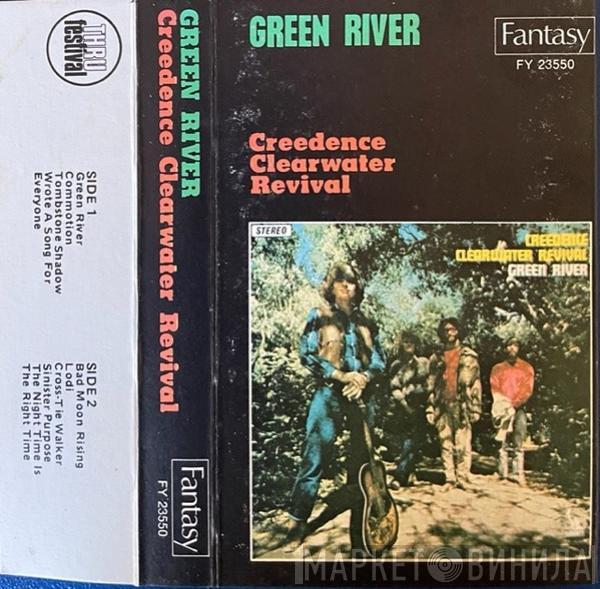 THRU
festival
SIDE 1
Green River
Commotion
Tombstone Shadow
Wrote A Song For
Everyone
SIDE 2
Bad Moon Rising
Lodi
Cross-Tie Walker
Sinister Purpose
The Night Time Is
The Right Time
GREEN RIVER
Creedence Clearwater Revival
Fantasy
FY 23550
GREEN RIVER
Fantasy
FY 23550
Creedence
Clearwater
Revival
STEREO
CREEDENCE
CLEARWATER REVIVAL
GREEN RIVER
МАРКЕТ ВИНИЛА